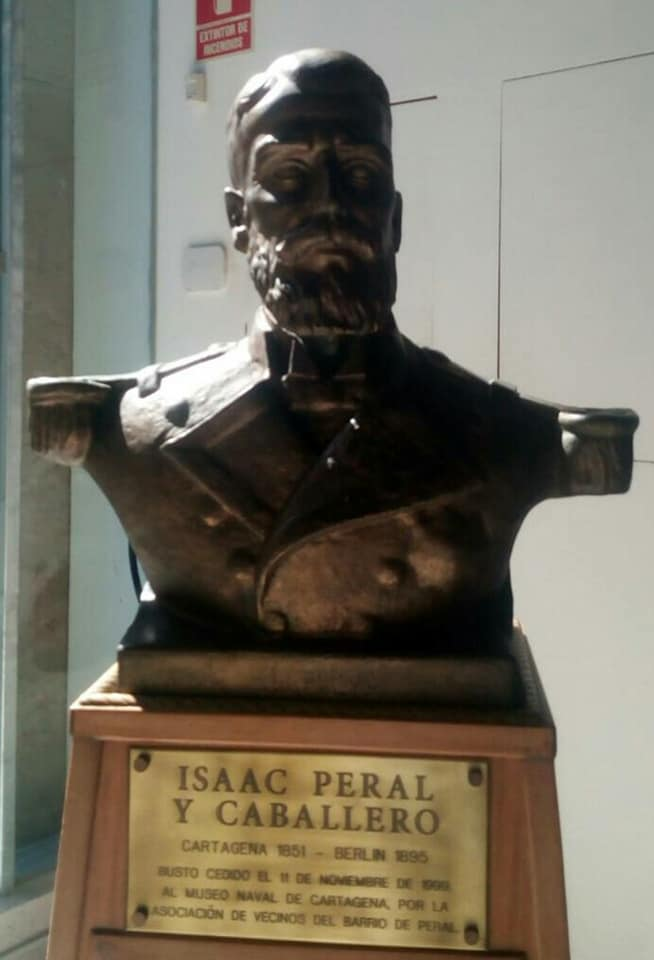 EXTINTOR DE
INCENDIOS
ISAAC PERAL
Y CABALLERO
CARTAGENA 1851 - BERLIN 1895
BUSTO CEDIDO EL 11 DE NOVIEMBRE DE 1999
AL MUSEO NAVAL DE CARTAGENA, POR LA
ASOCIACIÓN DE VECINOS DEL BARRIO DE PERAL